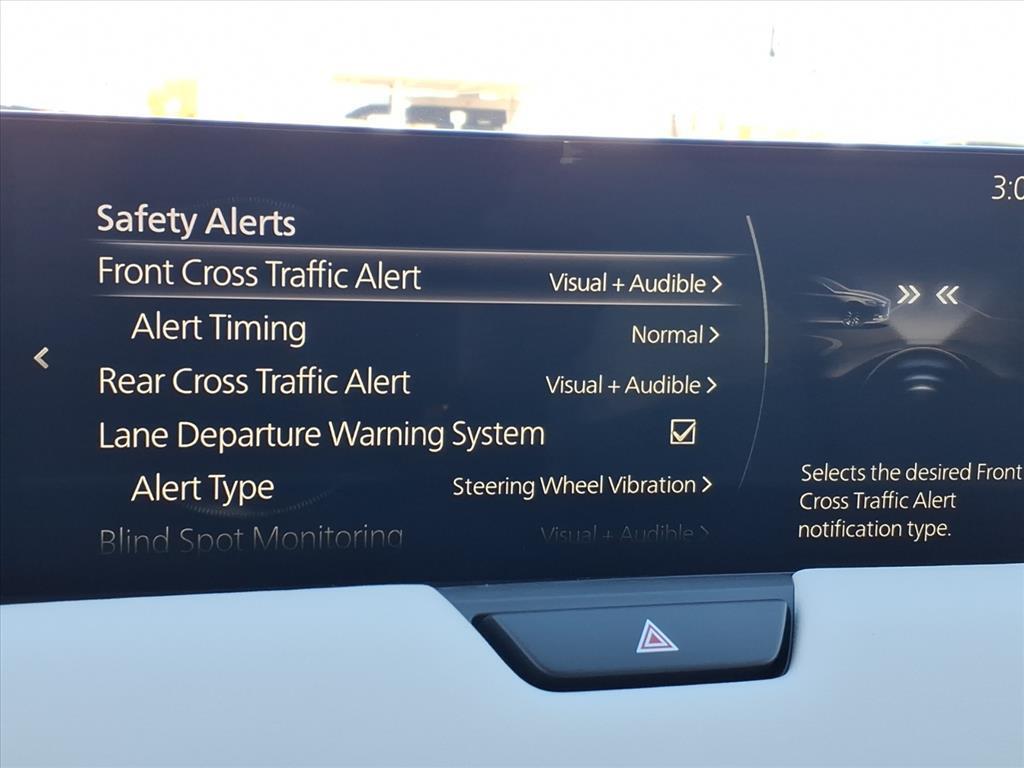 3:0
Safety Alerts
Front Cross Traffic Alert Visual + Audible >
Alert Timing Normal >
Rear Cross Traffic Alert Visual + Audible >
Lane Departure Warning System
Alert Type Steering Wheel Vibration >
Blind Spot Monitoring Visual + Audible >
Selects the desired Front
Cross Traffic Alert
notification type.